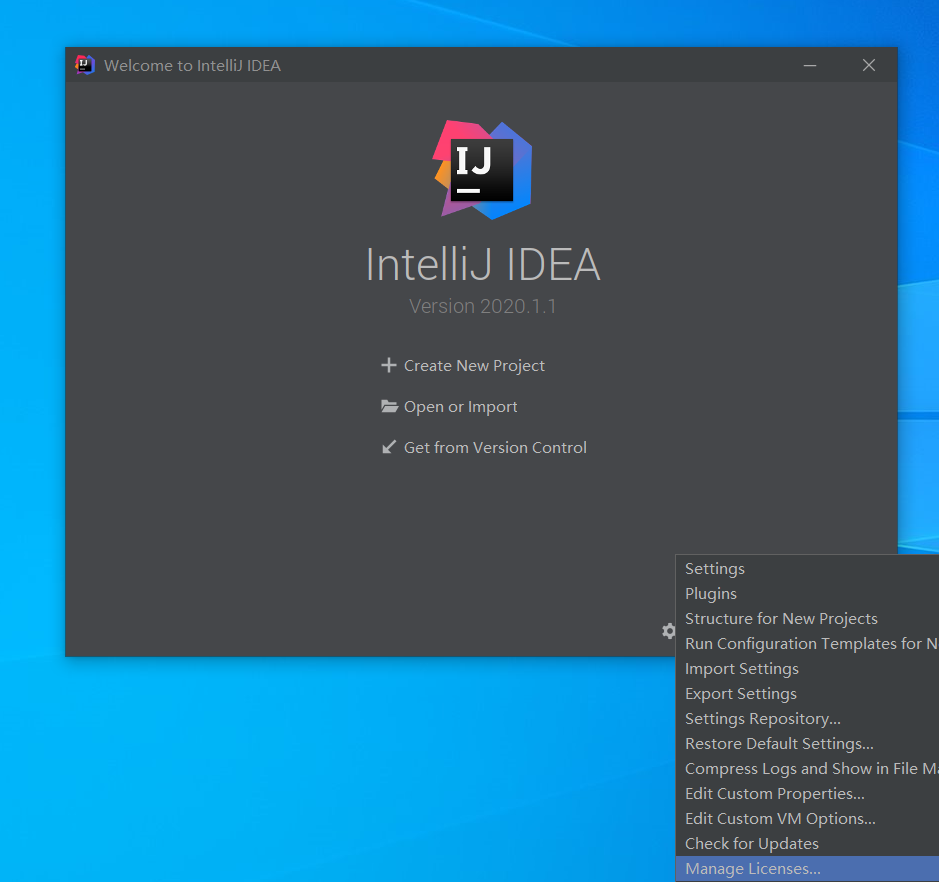 Welcome to IntelliJ IDEA
IJ
IntelliJ IDEA
Version 2020.1.1
Create New Project
Open or Import
Get from Version Control
Settings
Plugins
Structure for New Projects
Run Configuration Templates for N
Import Settings
Export Settings
Settings Repository...
Restore Default Settings...
Compress Logs and Show in File Ma
Edit Custom Properties...
Edit Custom VM Options...
Check for Updates
Manage Licenses...